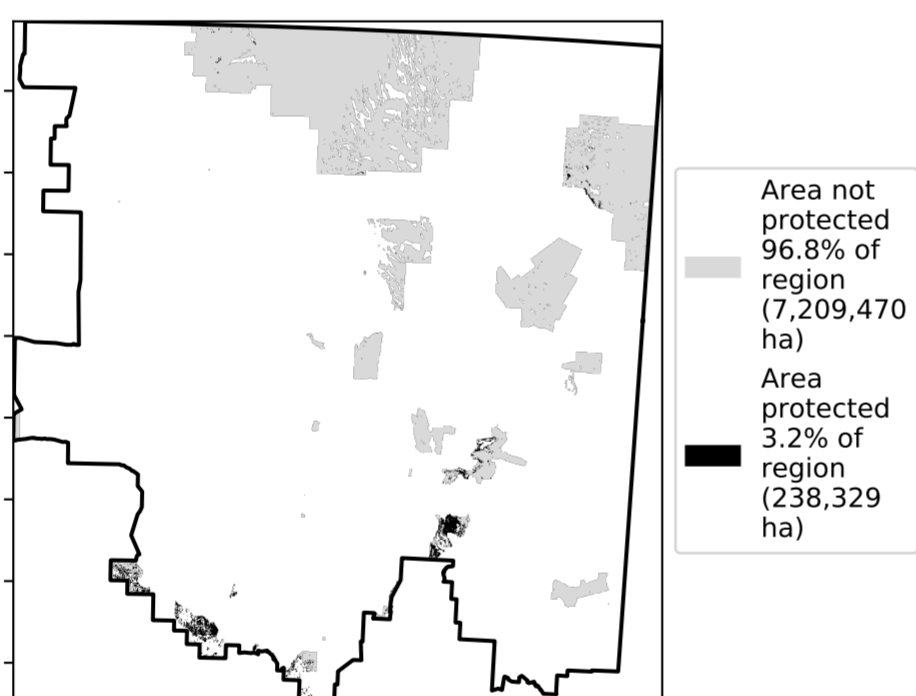 Area not
protected
96.8% of
region
(7,209,470
ha)
Area
protected
3.2% of
region
(238,329
ha)